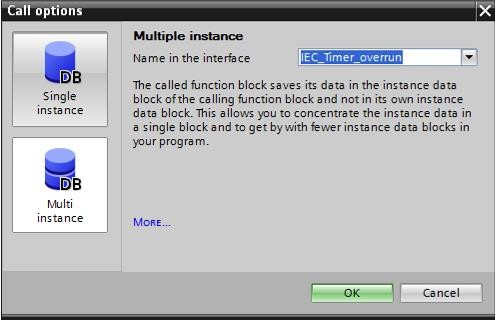 Call options
DB
Single
instance
DB
Multi
instance
Multiple instance
Name in the interface
IEC_Timer_overrun
The called function block saves its data in the instance data
block of the calling function block and not in its own instance
data block. This allows you to concentrate the instance data in
a single block and to get by with fewer instance data blocks in
your program.
MORE...
OK
Cancel